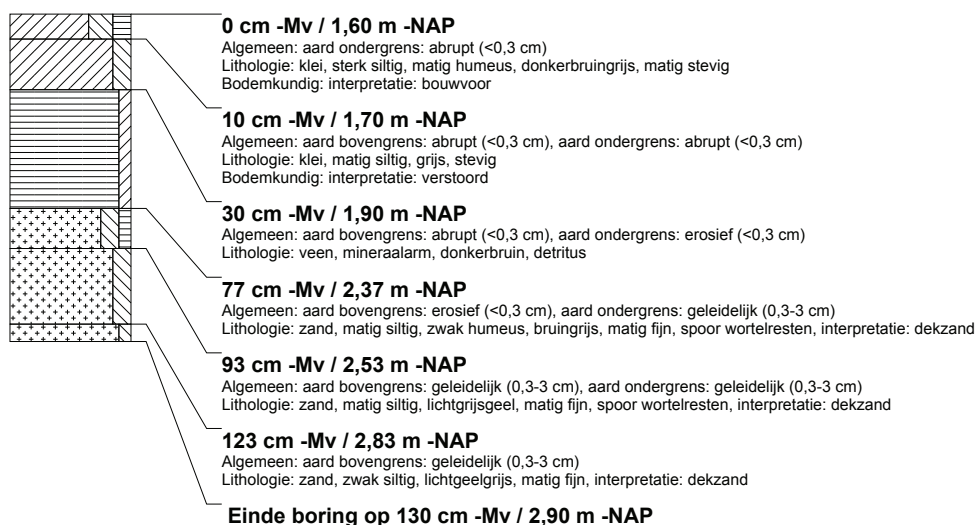 0 cm -Mv / 1,60 m -NAP
Algemeen: aard ondergrens: abrupt (<0,3 cm)
Lithologie: klei, sterk siltig, matig humeus, donkerbruingrijs, matig stevig
Bodemkundig: interpretatie: bouwvoor
10 cm -Mv / 1,70 m -NAP
Algemeen: aard bovengrens: abrupt (<0,3 cm), aard ondergrens: abrupt (<0,3 cm)
Lithologie: klei, matig siltig, grijs, stevig
Bodemkundig: interpretatie: verstoord
30 cm -Mv / 1,90 m -NAP
Algemeen: aard bovengrens: abrupt (<0,3 cm), aard ondergrens: erosief (<0,3 cm)
Lithologie: veen, mineraalarm, donkerbruin, detritus
77 cm -Mv / 2,37 m -NAP
Algemeen: aard bovengrens: erosief (<0,3 cm), aard ondergrens: geleidelijk (0,3-3 cm)
Lithologie: zand, matig siltig, zwak humeus, bruingrijs, matig fijn, spoor wortelresten, interpretatie: dekzand
93 cm -Mv / 2,53 m -NAP
Algemeen: aard bovengrens: geleidelijk (0,3-3 cm), aard ondergrens: geleidelijk (0,3-3 cm)
Lithologie: zand, matig siltig, lichtgrijsgeel, matig fijn, spoor wortelresten, interpretatie: dekzand
123 cm -Mv / 2,83 m -NAP
Algemeen: aard bovengrens: geleidelijk (0,3-3 cm)
Lithologie: zand, zwak siltig, lichtgeelgrijs, matig fijn, interpretatie: dekzand
Einde boring op 130 cm -Mv / 2,90 m -NAP